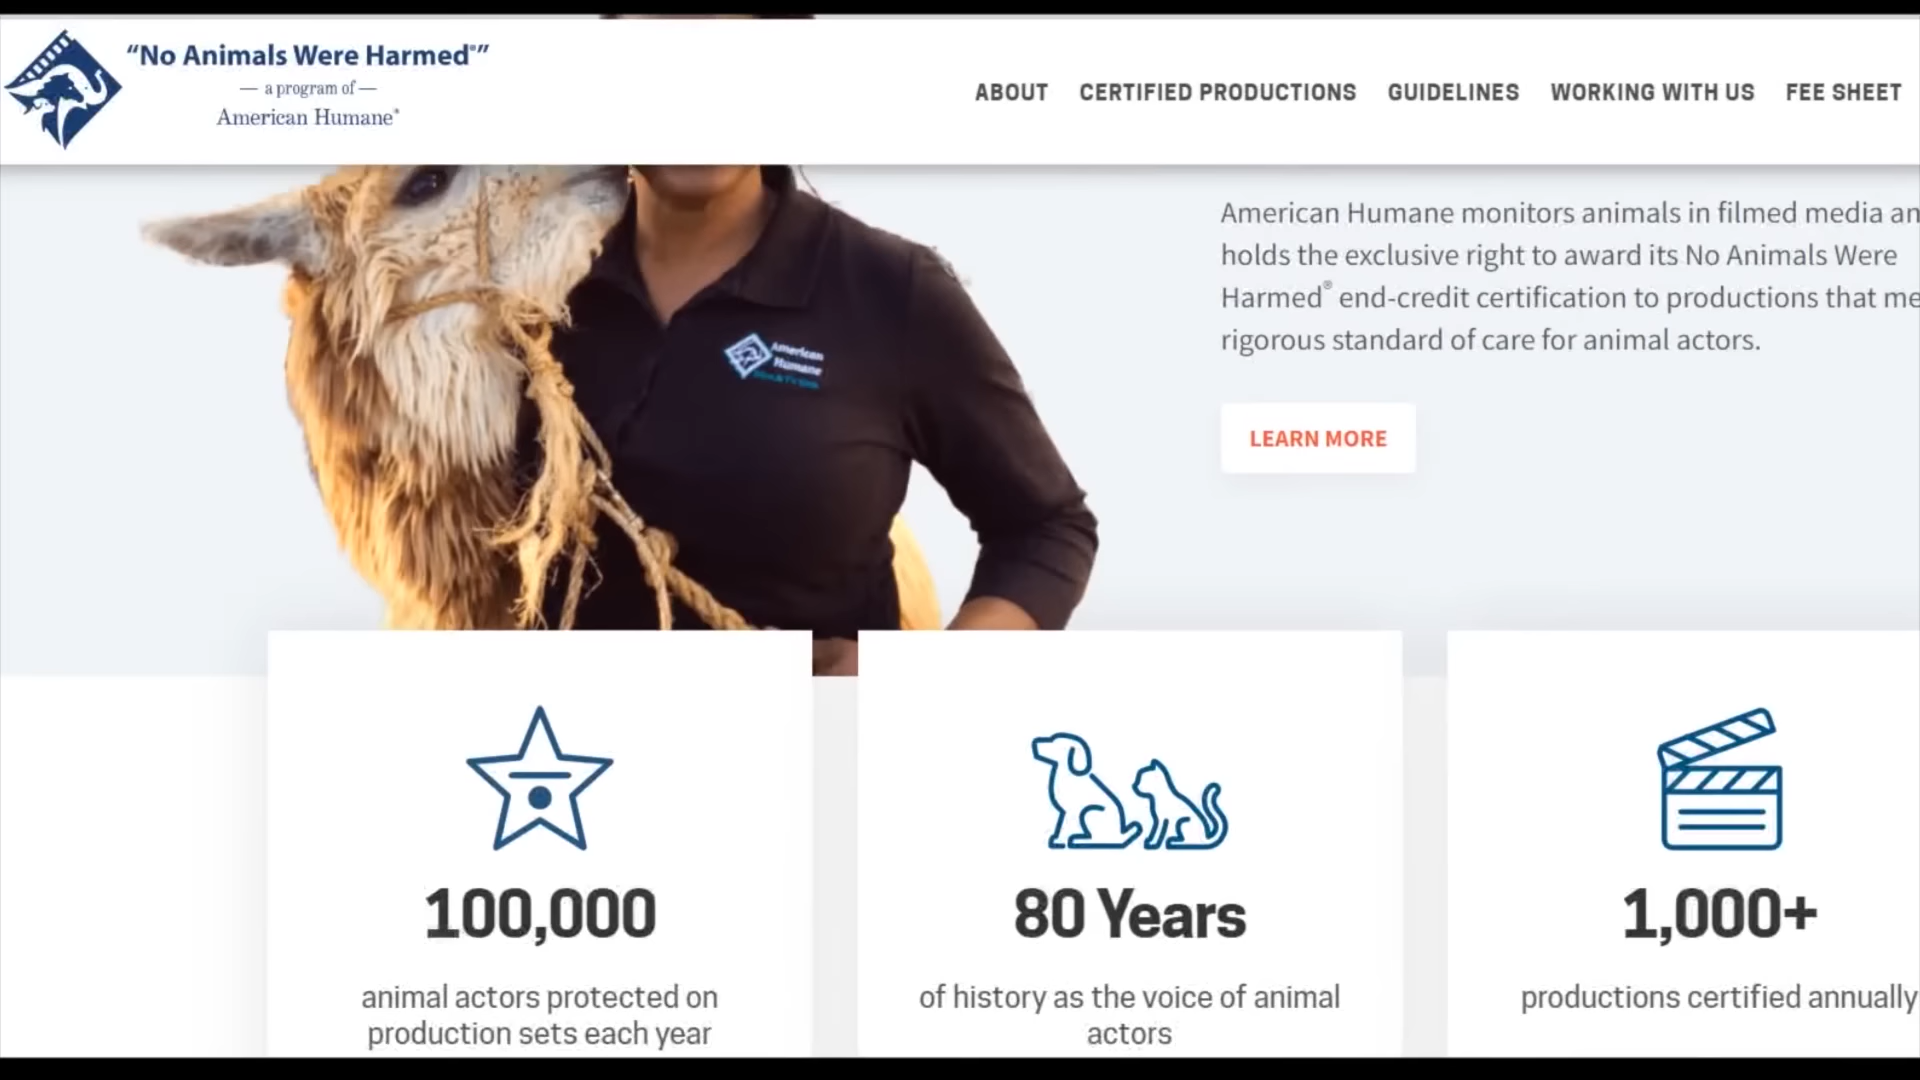 “No Animals Were Harmed®”
— a program of —
American Humane®
ABOUT CERTIFIED PRODUCTIONS GUIDELINES WORKING WITH US FEE SHEET
American Humane monitors animals in filmed media an
holds the exclusive right to award its No Animals Were
Harmed® end-credit certification to productions that me
rigorous standard of care for animal actors.
American
Humane
LEARN MORE
100,000
animal actors protected on
production sets each year
80 Years
of history as the voice of animal
actors
1,000+
productions certified annually